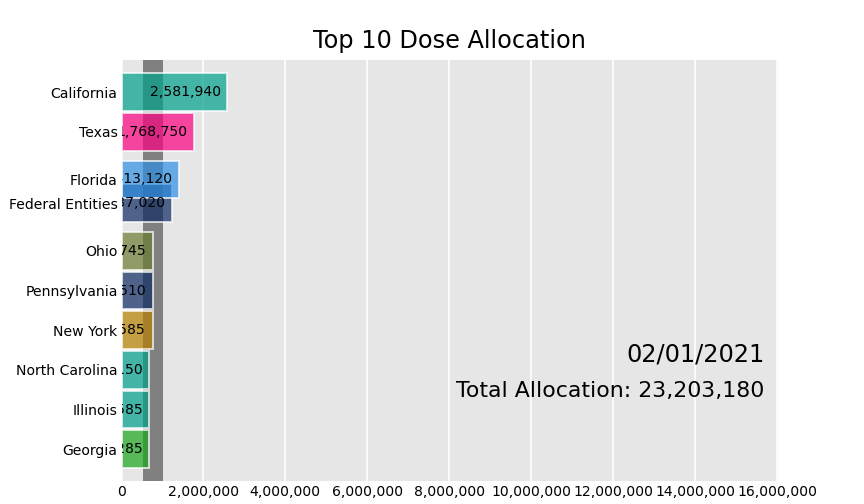 Top 10 Dose Allocation
California 2,581,940
Texas ,768,750
Florida 13,120
Federal Entities 7,020
Ohio 745
Pennsylvania 510
New York 585
North Carolina 50
Illinois 85
Georgia 85
02/01/2021
Total Allocation: 23,203,180
0 2,000,000 4,000,000 6,000,000 8,000,000 10,000,000 12,000,000 14,000,000 16,000,000